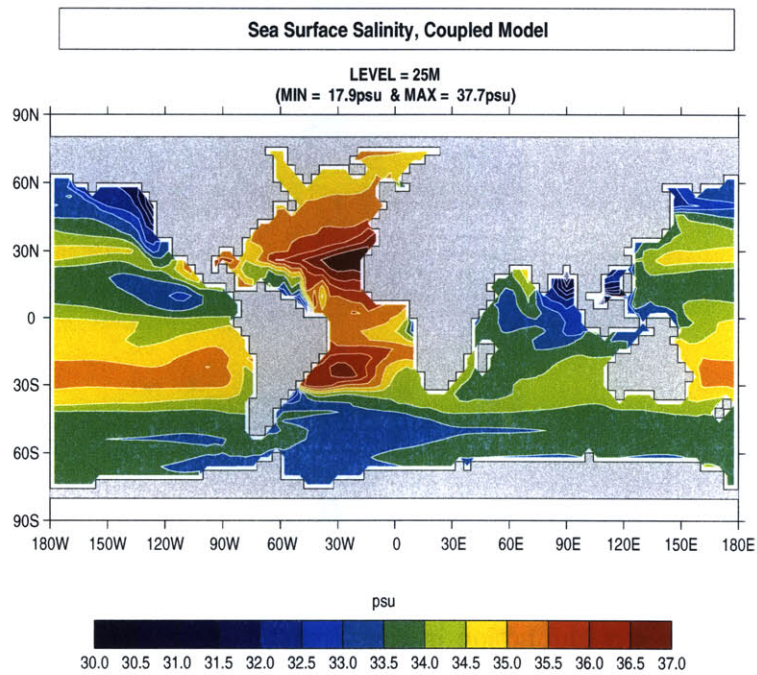 Sea Surface Salinity, Coupled Model
LEVEL = 25M
(MIN = 17.9psu & MAX = 37.7psu)
90N
60N
30N
0
30S
60S
90S
180W 150W 120W 90W 60W 30W 0 30E 60E 90E 120E 150E 180E
psu
30.0 30.5 31.0 31.5 32.0 32.5 33.0 33.5 34.0 34.5 35.0 35.5 36.0 36.5 37.0